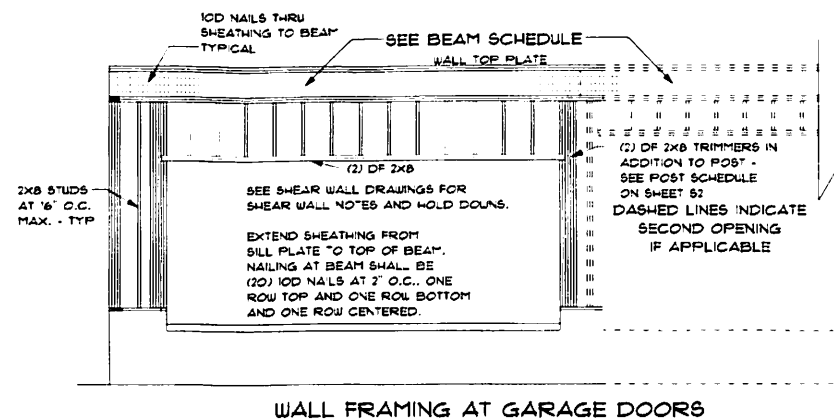 10D NAILS THRU
SHEATHING TO BEAM
TYPICAL
SEE BEAM SCHEDULE
WALL TOP PLATE
(2) DF 2X8
2X8 STUDS
AT 16" O.C.
MAX. - TYP
SEE SHEAR WALL DRAWINGS FOR
SHEAR WALL NOTES AND HOLD DOWNS.
EXTEND SHEATHING FROM
SILL PLATE TO TOP OF BEAM.
NAILING AT BEAM SHALL BE
(20) 10D NAILS AT 2" O.C., ONE
ROW TOP AND ONE ROW BOTTOM
AND ONE ROW CENTERED.
(2) DF 2X8 TRIMMERS IN
ADDITION TO POST -
SEE POST SCHEDULE
ON SHEET S2
DASHED LINES INDICATE
SECOND OPENING
IF APPLICABLE
WALL FRAMING AT GARAGE DOORS